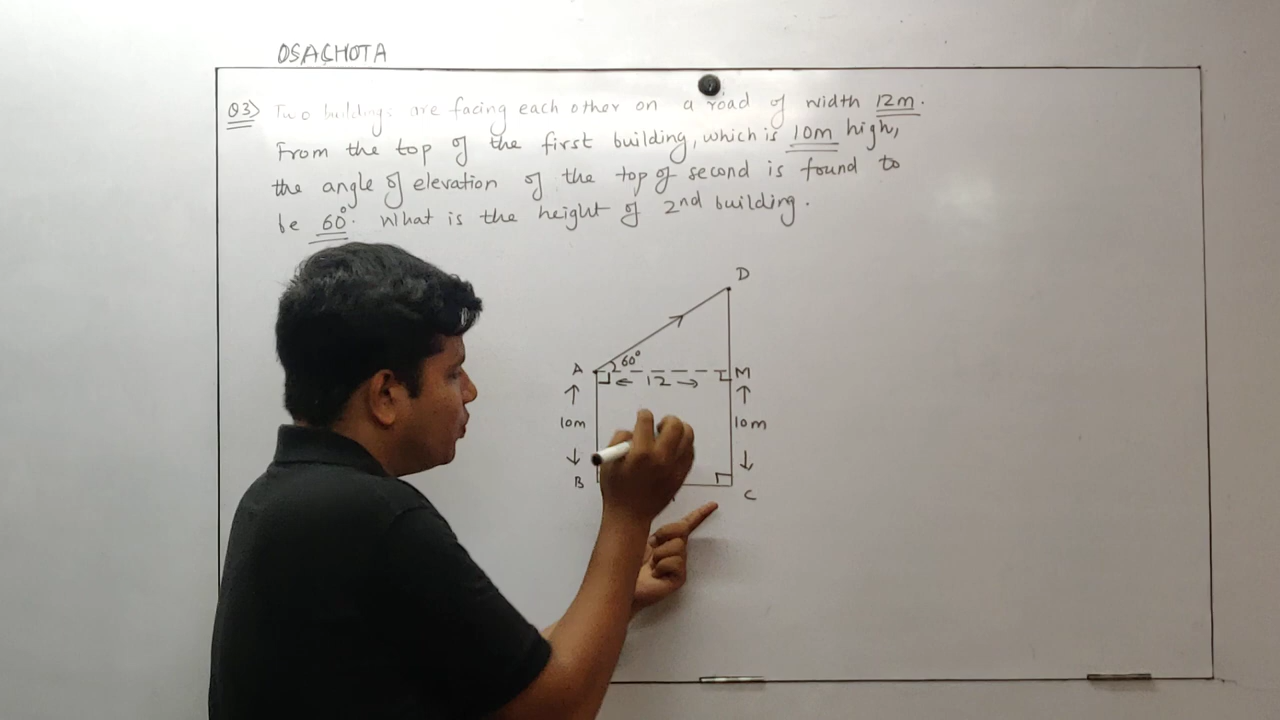 OSACHOTA
Q3) Two buildings are facing each other on a road of width 12m.
From the top of the first building, which is 10m high,
the angle of elevation of the top of second is found to
be 60°. What is the height of 2nd building.
D
60°
A
12
M
10m
10m
B
C